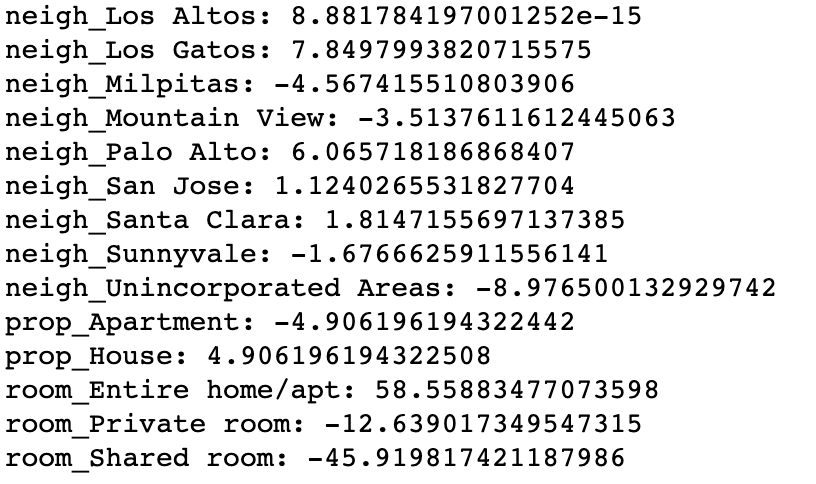 neigh_Los Altos: 8.881784197001252e-15
neigh_Los Gatos: 7.8497993820715575
neigh_Milpitas: -4.567415510803906
neigh_Mountain View: -3.5137611612445063
neigh_Palo Alto: 6.065718186868407
neigh_San Jose: 1.1240265531827704
neigh_Santa Clara: 1.8147155697137385
neigh_Sunnyvale: -1.6766625911556141
neigh_Unincorporated Areas: -8.976500132929742
prop_Apartment: -4.906196194322442
prop_House: 4.906196194322508
room_Entire home/apt: 58.55883477073598
room_Private room: -12.639017349547315
room_Shared room: -45.919817421187986